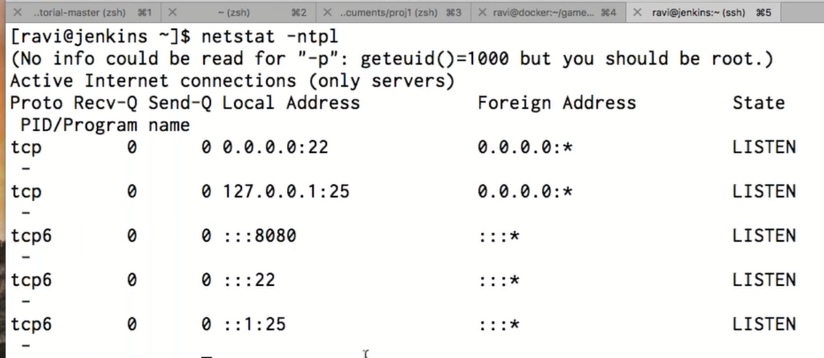 ..torial-master (zsh) ⌘1 ~ (zsh) ⌘2 ..cuments/proj1 (zsh) ⌘3 ravi@docker:~/game... ⌘4 ravi@jenkins:~ (ssh) ⌘5
[ravi@jenkins ~]$ netstat -ntpl
(No info could be read for "-p": geteuid()=1000 but you should be root.)
Active Internet connections (only servers)
Proto Recv-Q Send-Q Local Address Foreign Address State
PID/Program name
tcp 0 0 0.0.0.0:22 0.0.0.0:* LISTEN
-
tcp 0 0 127.0.0.1:25 0.0.0.0:* LISTEN
-
tcp6 0 0 :::8080 :::* LISTEN
-
tcp6 0 0 :::22 :::* LISTEN
-
tcp6 0 0 ::1:25 :::* LISTEN
-